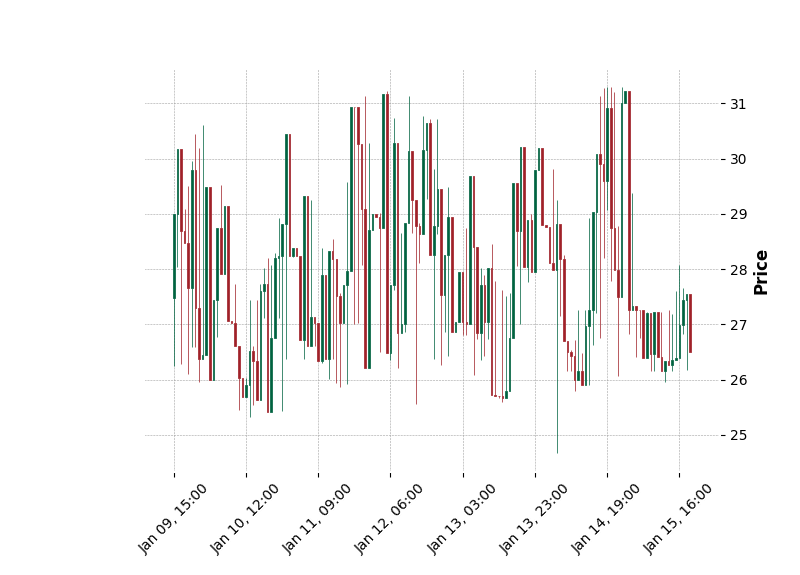 31
30
29
28
27
26
25
Price
Jan 09, 15:00
Jan 10, 12:00
Jan 11, 09:00
Jan 12, 06:00
Jan 13, 03:00
Jan 13, 23:00
Jan 14, 19:00
Jan 15, 16:00